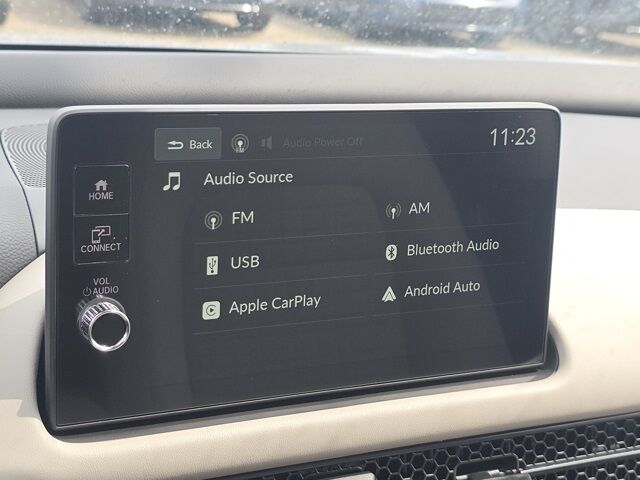 Back
FM
Audio Power Off
11:23
Audio Source
HOME
FM
AM
CONNECT
USB
Bluetooth Audio
VOL
AUDIO
Apple CarPlay
Android Auto